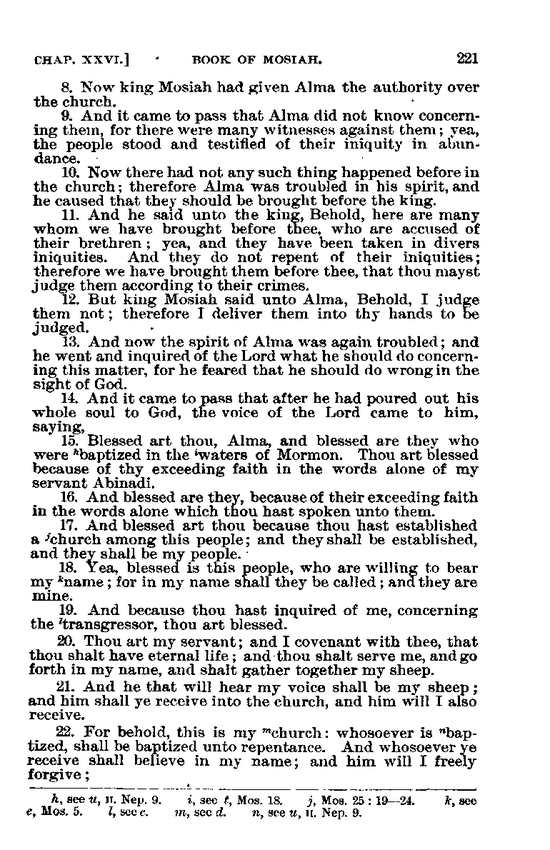 CHAP. XXVI.] BOOK OF MOSIAH. 221
8. Now king Mosiah had given Alma the authority over
the church.
9. And it came to pass that Alma did not know concern-
ing them, for there were many witnesses against them; yea,
the people stood and testified of their iniquity in abun-
dance.
10. Now there had not any such thing happened before in
the church; therefore Alma was troubled in his spirit, and
he caused that they should be brought before the king.
11. And he said unto the king, Behold, here are many
whom we have brought before thee, who are accused of
their brethren; yea, and they have been taken in divers
iniquities. And they do not repent of their iniquities;
therefore we have brought them before thee, that thou mayst
judge them according to their crimes.
12. But king Mosiah said unto Alma, Behold, I judge
them not; therefore I deliver them into thy hands to be
judged.
13. And now the spirit of Alma was again troubled; and
he went and inquired of the Lord what he should do concern-
ing this matter, for he feared that he should do wrong in the
sight of God.
14. And it came to pass that after he had poured out his
whole soul to God, the voice of the Lord came to him,
saying,
15. Blessed art thou, Alma, and blessed are they who
were hbaptized in the iwaters of Mormon. Thou art blessed
because of thy exceeding faith in the words alone of my
servant Abinadi.
16. And blessed are they, because of their exceeding faith
in the words alone which thou hast spoken unto them.
17. And blessed art thou because thou hast established
a jchurch among this people; and they shall be established,
and they shall be my people.
18. Yea, blessed is this people, who are willing to bear
my kname; for in my name shall they be called; and they are
mine.
19. And because thou hast inquired of me, concerning
the ltransgressor, thou art blessed.
20. Thou art my servant; and I covenant with thee, that
thou shalt have eternal life; and thou shalt serve me, and go
forth in my name, and shalt gather together my sheep.
21. And he that will hear my voice shall be my sheep;
and him shall ye receive into the church, and him will I also
receive.
22. For behold, this is my mchurch: whosoever is nbap-
tized, shall be baptized unto repentance. And whosoever ye
receive shall believe in my name; and him will I freely
forgive;
h, see u, II. Nep. 9. i, see t, Mos. 18. j, Mos. 25 : 19—24. k, see
e, Mos. 5. l, see c. m, see d. n, see u, II. Nep. 9.